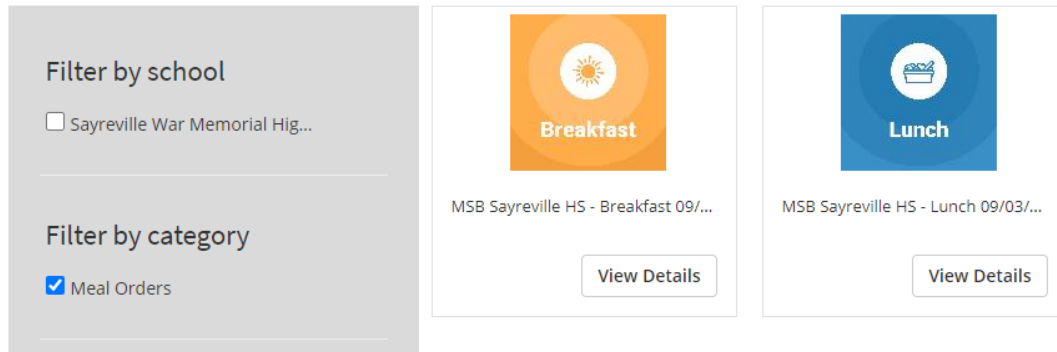 Filter by school
Sayreville War Memorial Hig...
Filter by category
Meal Orders
Breakfast
MSB Sayreville HS - Breakfast 09/...
View Details
Lunch
MSB Sayreville HS - Lunch 09/03/...
View Details